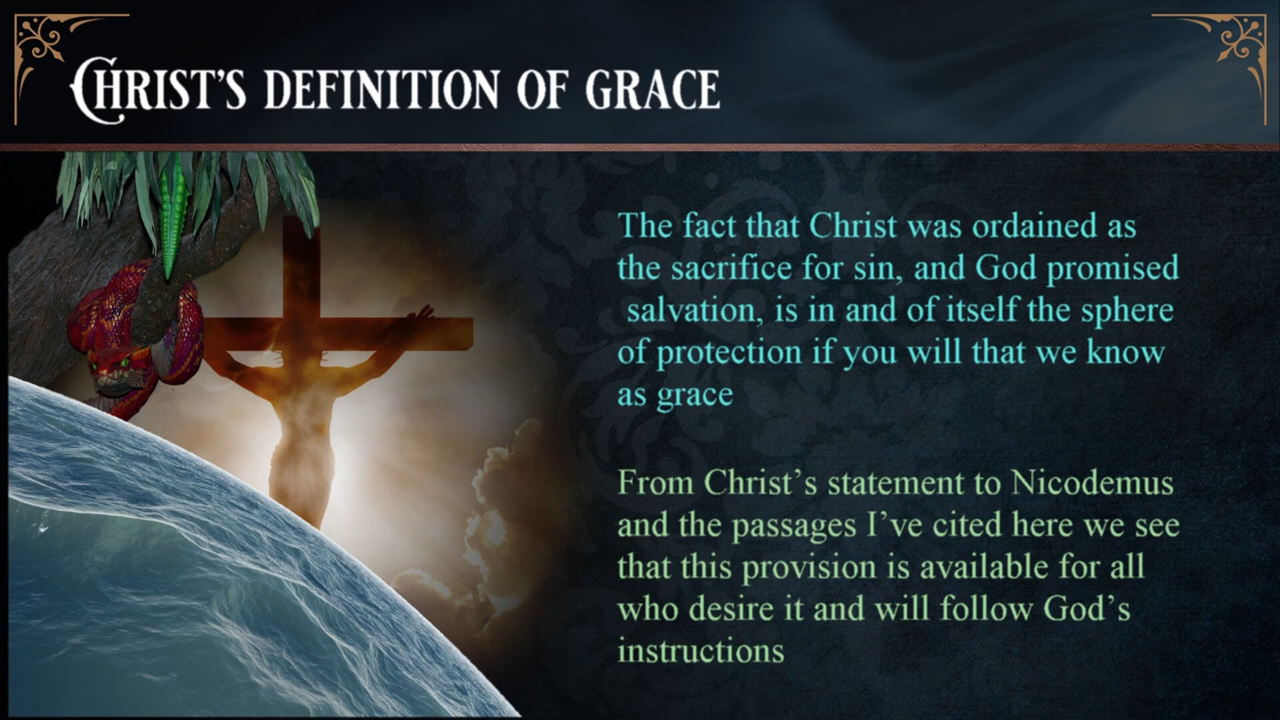 Christ's definition of grace
The fact that Christ was ordained as
the sacrifice for sin, and God promised
salvation, is in and of itself the sphere
of protection if you will that we know
as grace
From Christ's statement to Nicodemus
and the passages I've cited here we see
that this provision is available for all
who desire it and will follow God's
instructions